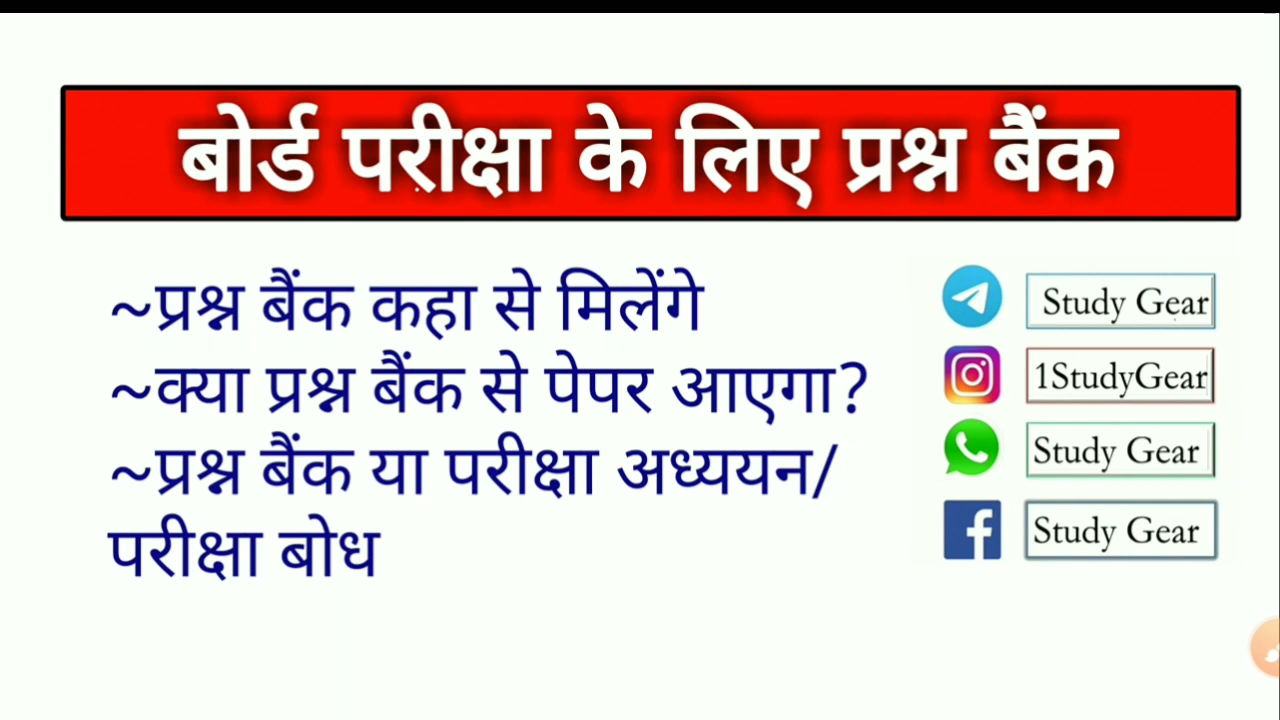 बोर्ड परीक्षा के लिए प्रश्न बैंक
~प्रश्न बैंक कहा से मिलेंगे
~क्या प्रश्न बैंक से पेपर आएगा?
~प्रश्न बैंक या परीक्षा अध्ययन/
परीक्षा बोध
Study Gear
1StudyGear
Study Gear
Study Gear